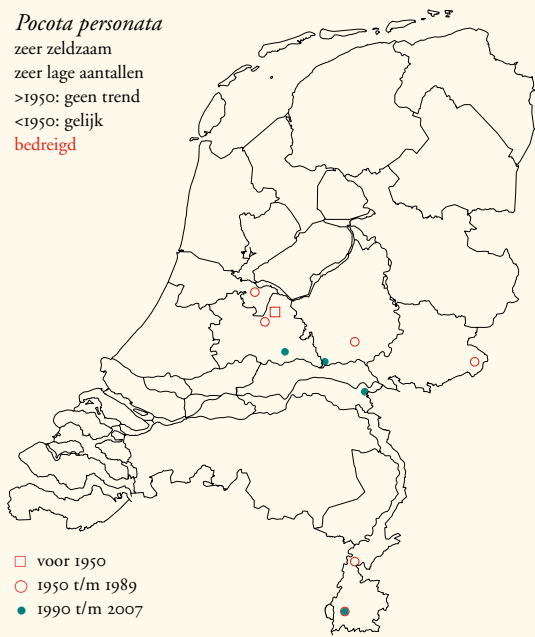 Pocota personata
zeer zeldzaam
zeer lage aantallen
>1950: geen trend
<1950: gelijk
bedreigd
voor 1950
1950 t/m 1989
1990 t/m 2007